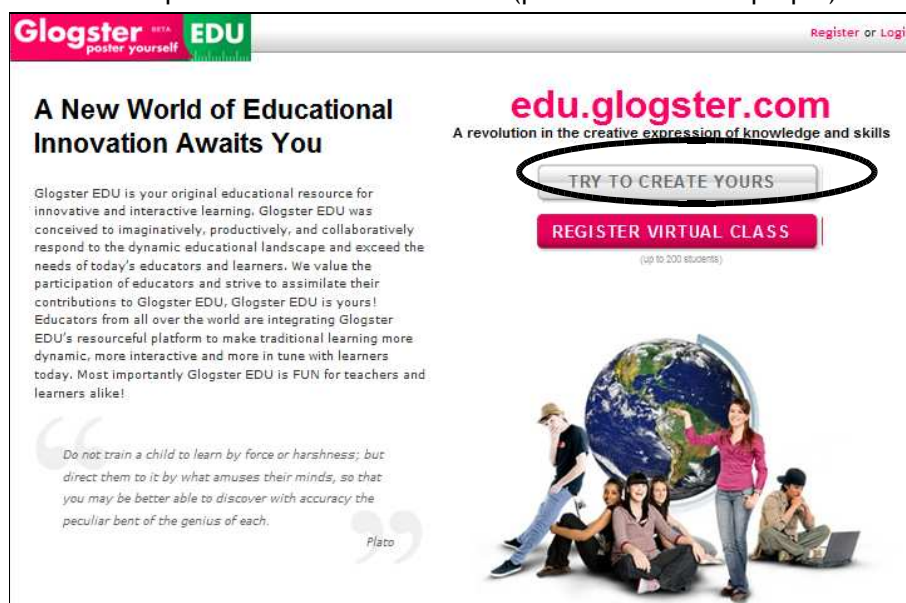 Glogster BETA EDU
poster yourself
Register or Logi
A New World of Educational
Innovation Awaits You
edu.glogster.com
A revolution in the creative expression of knowledge and skills
TRY TO CREATE YOURS
REGISTER VIRTUAL CLASS
(up to 200 students)
Glogster EDU is your original educational resource for
innovative and interactive learning. Glogster EDU was
conceived to imaginatively, productively, and collaboratively
respond to the dynamic educational landscape and exceed the
needs of today's educators and learners. We value the
participation of educators and strive to assimilate their
contributions to Glogster EDU, Glogster EDU is yours!
Educators from all over the world are integrating Glogster
EDU's resourceful platform to make traditional learning more
dynamic, more interactive and more in tune with learners
today. Most importantly Glogster EDU is FUN for teachers and
learners alike!
Do not train a child to learn by force or harshness; but
direct them to it by what amuses their minds, so that
you may be better able to discover with accuracy the
peculiar bent of the genius of each.
Plato